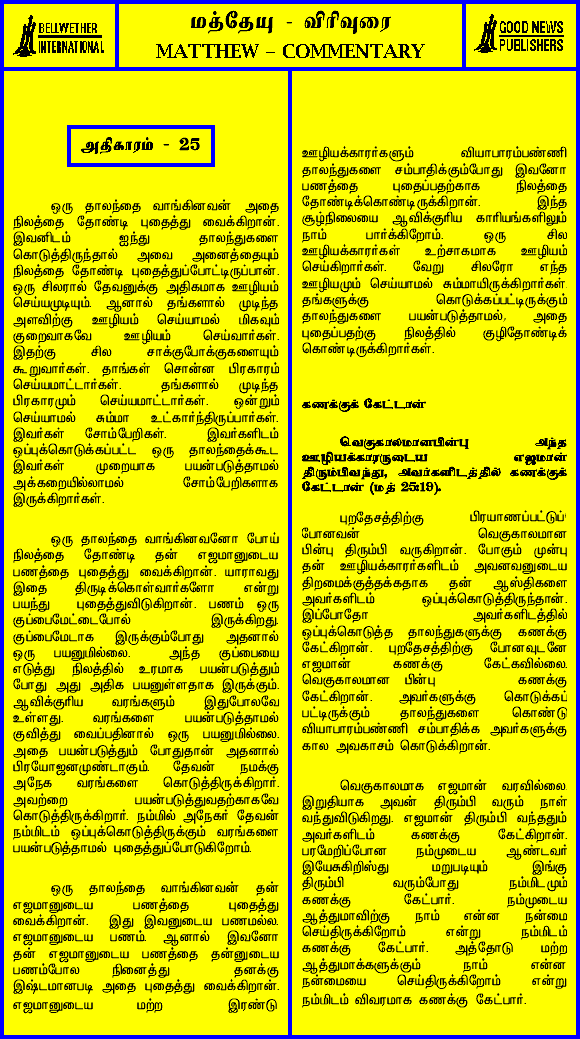 BELLWETHER
INTERNATIONAL
மத்தேயு - விரிவுரை
MATTHEW – COMMENTARY
GOOD NEWS
PUBLISHERS
அதிகாரம் - 25
ஒரு தாலந்தை வாங்கினவன் அதை
நிலத்தை தோண்டி புதைத்து வைக்கிறான்.
இவனிடம் ஐந்து தாலந்துகளை
கொடுத்திருந்தால் அவை அனைத்தையும்
நிலத்தை தோண்டி புதைத்துப்போட்டிருப்பான்.
ஒரு சிலரால் தேவனுக்கு அதிகமாக ஊழியம்
செய்யமுடியும். ஆனால் தங்களால் முடிந்த
அளவிற்கு ஊழியம் செய்யாமல் மிகவும்
குறைவாகவே ஊழியம் செய்வார்கள்.
இதற்கு சில சாக்குபோக்குகளையும்
கூறுவார்கள். தாங்கள் சொன்ன பிரகாரம்
செய்யமாட்டார்கள். தங்களால் முடிந்த
பிரகாரமும் செய்யமாட்டார்கள். ஒன்றும்
செய்யாமல் சும்மா உட்கார்ந்திருப்பார்கள்.
இவர்கள் சோம்பேறிகள். இவர்களிடம்
ஒப்புக்கொடுக்கப்பட்ட ஒரு தாலந்தைக்கூட
இவர்கள் முறையாக பயன்படுத்தாமல்
அக்கறையில்லாமல் சோம்பேறிகளாக
இருக்கிறார்கள்.
ஒரு தாலந்தை வாங்கினவனோ போய்
நிலத்தை தோண்டி தன் எஜமானுடைய
பணத்தை புதைத்து வைக்கிறான். யாராவது
இதை திருடிக்கொள்வார்களோ என்று
பயந்து புதைத்துவிடுகிறான். பணம் ஒரு
குப்பைமேட்டைபோல் இருக்கிறது.
குப்பைமேடாக இருக்கும்போது அதனால்
ஒரு பயனுமில்லை. அந்த குப்பையை
எடுத்து நிலத்தில் உரமாக பயன்படுத்தும்
போது அது அதிக பயனுள்ளதாக இருக்கும்.
ஆவிக்குரிய வரங்களும் இதுபோலவே
உள்ளது. வரங்களை பயன்படுத்தாமல்
குவித்து வைப்பதினால் ஒரு பயனுமில்லை.
அதை பயன்படுத்தும் போதுதான் அதனால்
பிரயோஜனமுண்டாகும். தேவன் நமக்கு
அநேக வரங்களை கொடுத்திருக்கிறார்.
அவற்றை பயன்படுத்துவதற்காகவே
கொடுத்திருக்கிறார். நம்மில் அநேகர் தேவன்
நம்மிடம் ஒப்புக்கொடுத்திருக்கும் வரங்களை
பயன்படுத்தாமல் புதைத்துப்போடுகிறோம்.
ஒரு தாலந்தை வாங்கினவன் தன்
எஜமானுடைய பணத்தை புதைத்து
வைக்கிறான். இது இவனுடைய பணமல்ல.
எஜமானுடைய பணம். ஆனால் இவனோ
தன் எஜமானுடைய பணத்தை தன்னுடைய
பணம்போல நினைத்து தனக்கு
இஷ்டமானபடி அதை புதைத்து வைக்கிறான்.
எஜமானுடைய மற்ற இரண்டு
ஊழியக்காரர்களும் வியாபாரம்பண்ணி
தாலந்துகளை சம்பாதிக்கும்போது இவனோ
பணத்தை புதைப்பதற்காக நிலத்தை
தோண்டிக்கொண்டிருக்கிறான். இந்த
சூழ்நிலையை ஆவிக்குரிய காரியங்களிலும்
நாம் பார்க்கிறோம். ஒரு சில
ஊழியக்காரர்கள் உற்சாகமாக ஊழியம்
செய்கிறார்கள். வேறு சிலரோ எந்த
ஊழியமும் செய்யாமல் சும்மாயிருக்கிறார்கள்.
தங்களுக்கு கொடுக்கப்பட்டிருக்கும்
தாலந்துகளை பயன்படுத்தாமல், அதை
புதைப்பதற்கு நிலத்தில் குழிதோண்டிக்
கொண்டிருக்கிறார்கள்.
கணக்குக் கேட்டான்
வெகுகாலமானபின்பு அந்த
ஊழியக்காரருடைய எஜமான்
திரும்பிவந்து, அவர்களிடத்தில் கணக்குக்
கேட்டான் (மத் 25:19).
புறதேசத்திற்கு பிரயாணப்பட்டுப்
போனவன் வெகுகாலமான
பின்பு திரும்பி வருகிறான். போகும் முன்பு
தன் ஊழியக்காரர்களிடம் அவனவனுடைய
திறமைக்குத்தக்கதாக தன் ஆஸ்திகளை
அவர்களிடம் ஒப்புக்கொடுத்திருந்தான்.
இப்போதோ அவர்களிடத்தில்
ஒப்புக்கொடுத்த தாலந்துகளுக்கு கணக்கு
கேட்கிறான். புறதேசத்திற்கு போனவுடனே
எஜமான் கணக்கு கேட்கவில்லை.
வெகுகாலமான பின்பு கணக்கு
கேட்கிறான். அவர்களுக்கு கொடுக்கப்
பட்டிருக்கும் தாலந்துகளை கொண்டு
வியாபாரம்பண்ணி சம்பாதிக்க அவர்களுக்கு
கால அவகாசம் கொடுக்கிறான்.
வெகுகாலமாக எஜமான் வரவில்லை.
இறுதியாக அவன் திரும்பி வரும் நாள்
வந்துவிடுகிறது. எஜமான் திரும்பி வந்ததும்
அவர்களிடம் கணக்கு கேட்கிறான்.
பரமேறிப்போன நம்முடைய ஆண்டவர்
இயேசுகிறிஸ்து மறுபடியும் இங்கு
திரும்பி வரும்போது நம்மிடமும்
கணக்கு கேட்பார். நம்முடைய
ஆத்துமாவிற்கு நாம் என்ன நன்மை
செய்திருக்கிறோம் என்று நம்மிடம்
கணக்கு கேட்பார். அத்தோடு மற்ற
ஆத்துமாக்களுக்கும் நாம் என்ன
நன்மையை செய்திருக்கிறோம் என்று
நம்மிடம் விவரமாக கணக்கு கேட்பார்.